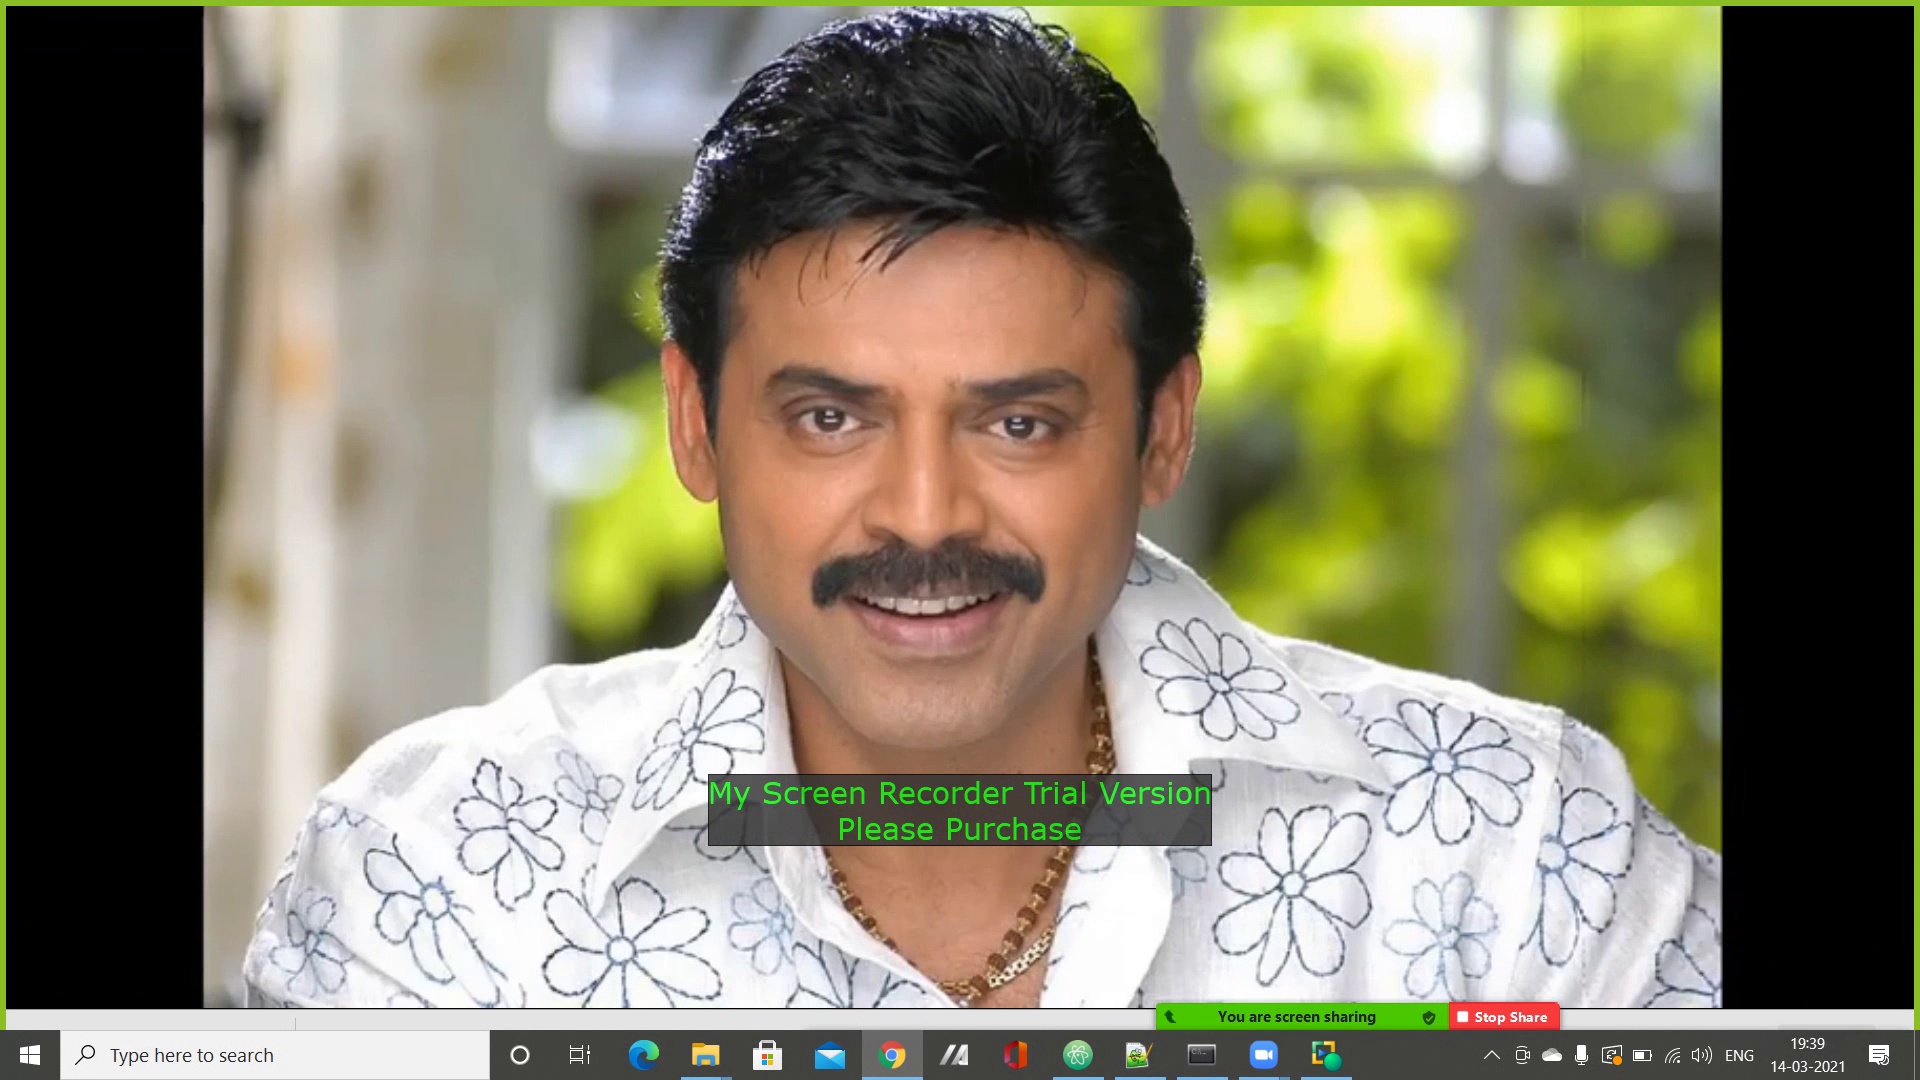 My Screen Recorder Trial Version
Please Purchase
You are screen sharing
Stop Share
Type here to search
ENG
19:39
14-03-2021